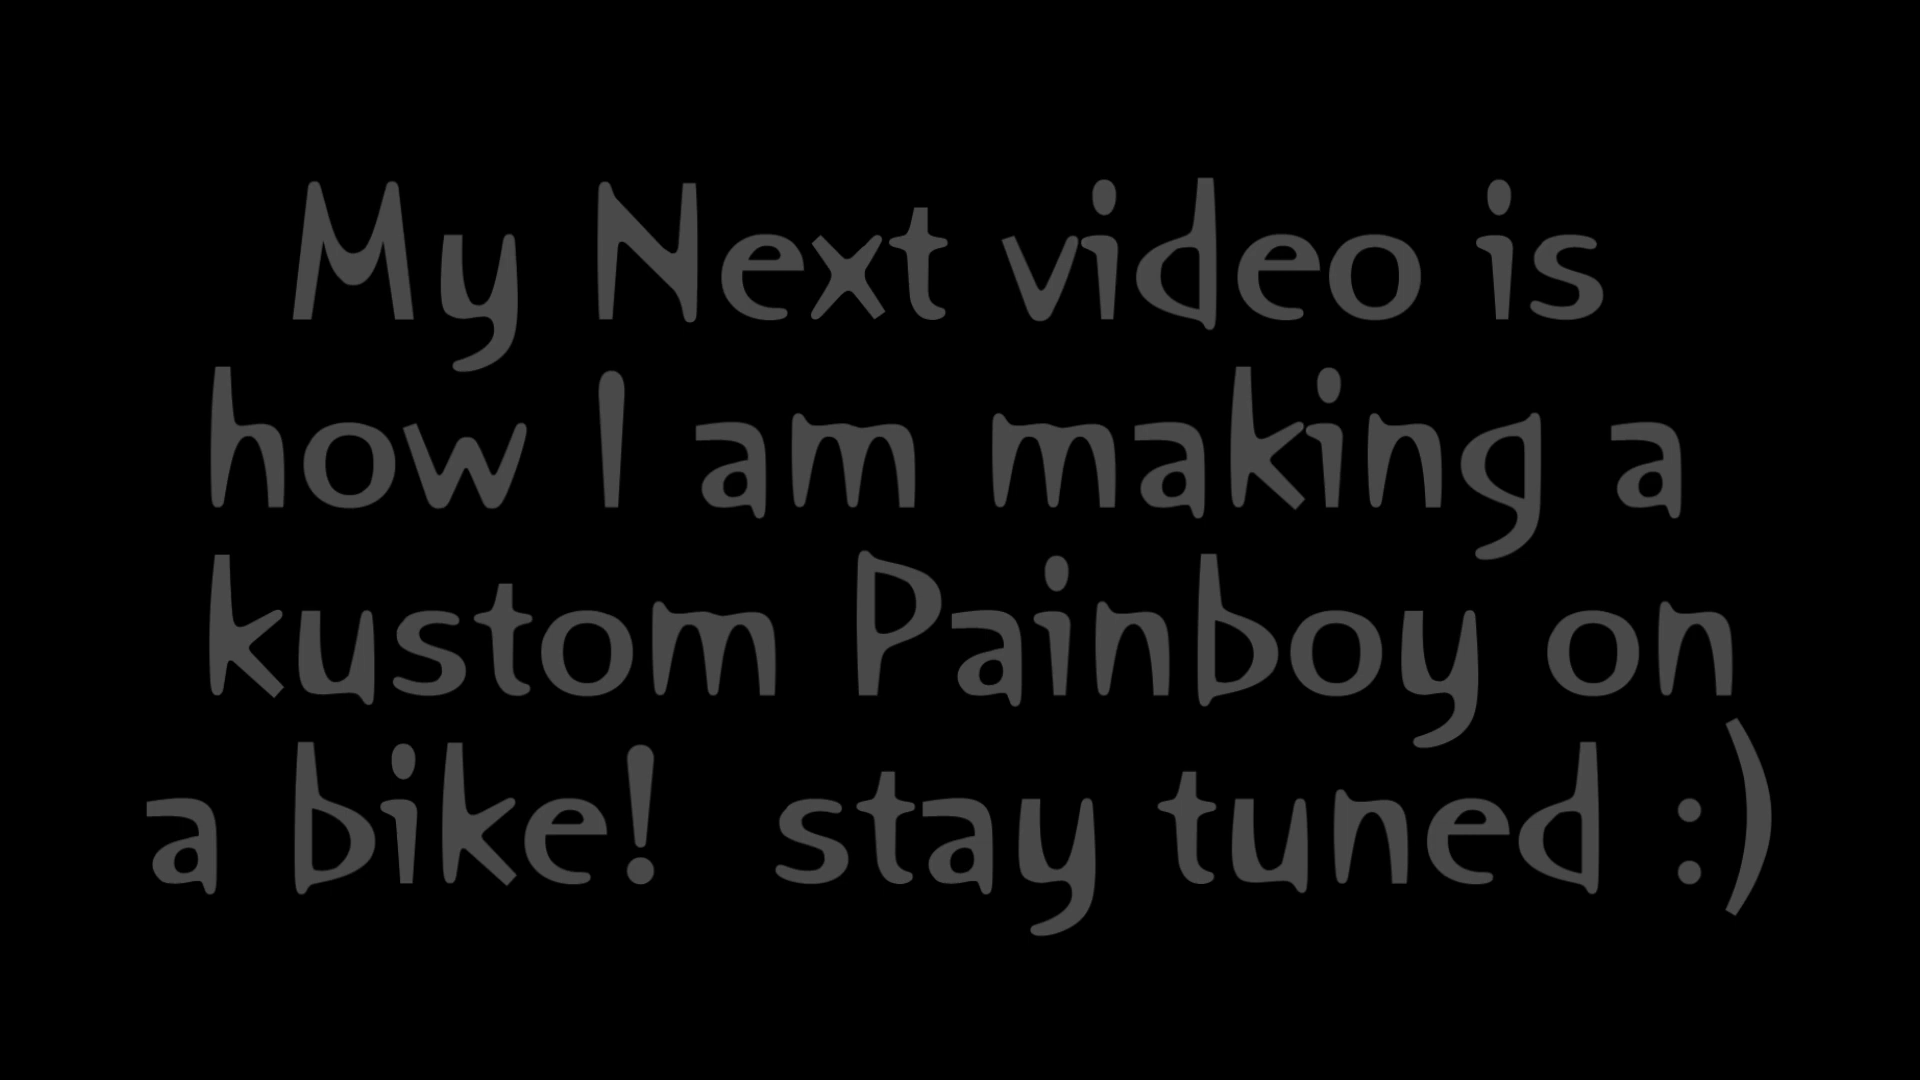 My Next video is
how I am making a
kustom Painboy on
a bike!  stay tuned :)